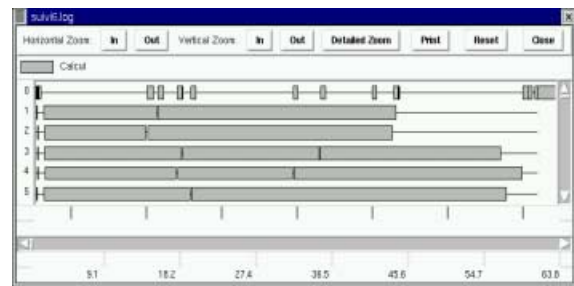 suivi6.log
Horizontal Zoom: In Out Vertical Zoom: In Out Detailed Zoom Print Reset Close
Calcul
0
1
2
3
4
5
9.1 18.2 27.4 36.5 45.6 54.7 63.8